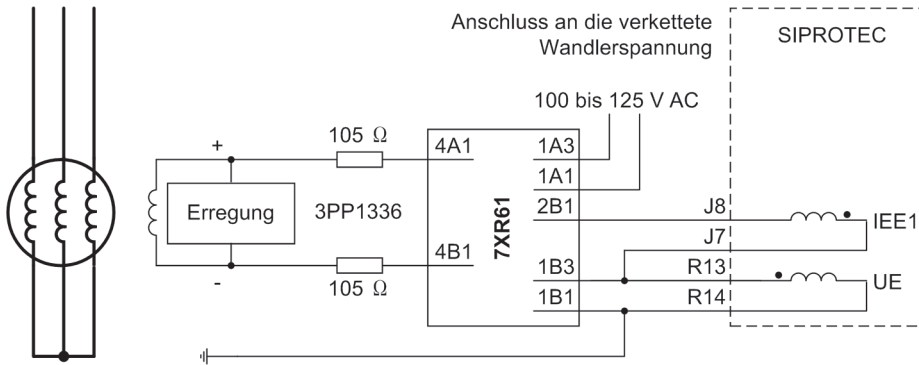 Anschluss an die verkettete
Wandlerspannung
SIPROTEC
100 bis 125 V AC
105 Ω
+
4A1
1A3
1A1
2B1
J8
IEE1
Erregung
3PP1336
7XR61
J7
4B1
1B3
R13
UE
-
105 Ω
1B1
R14